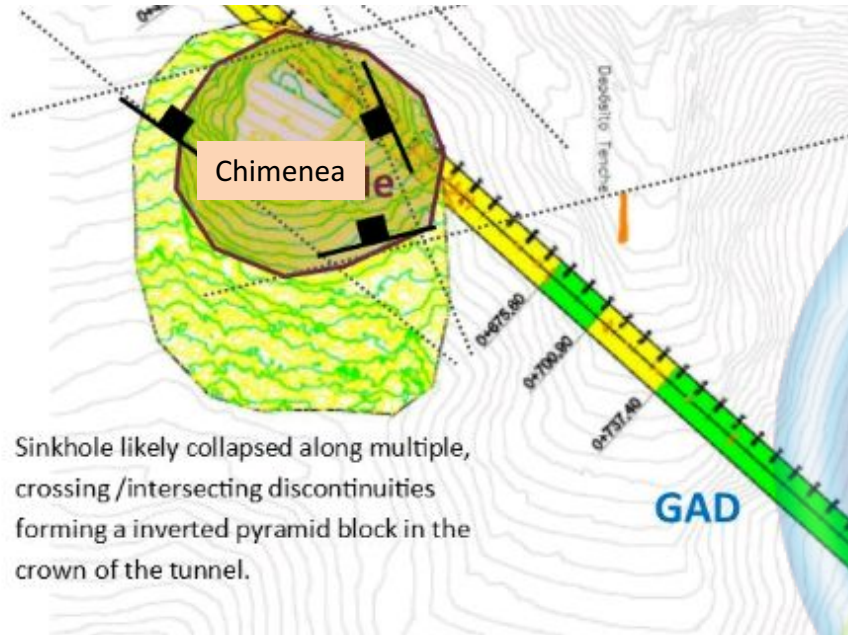 Depósito Tenche
Chimenea
le
0+675.80
0+700.90
0+737.40
GAD
Sinkhole likely collapsed along multiple,
crossing /intersecting discontinuities
forming a inverted pyramid block in the
crown of the tunnel.